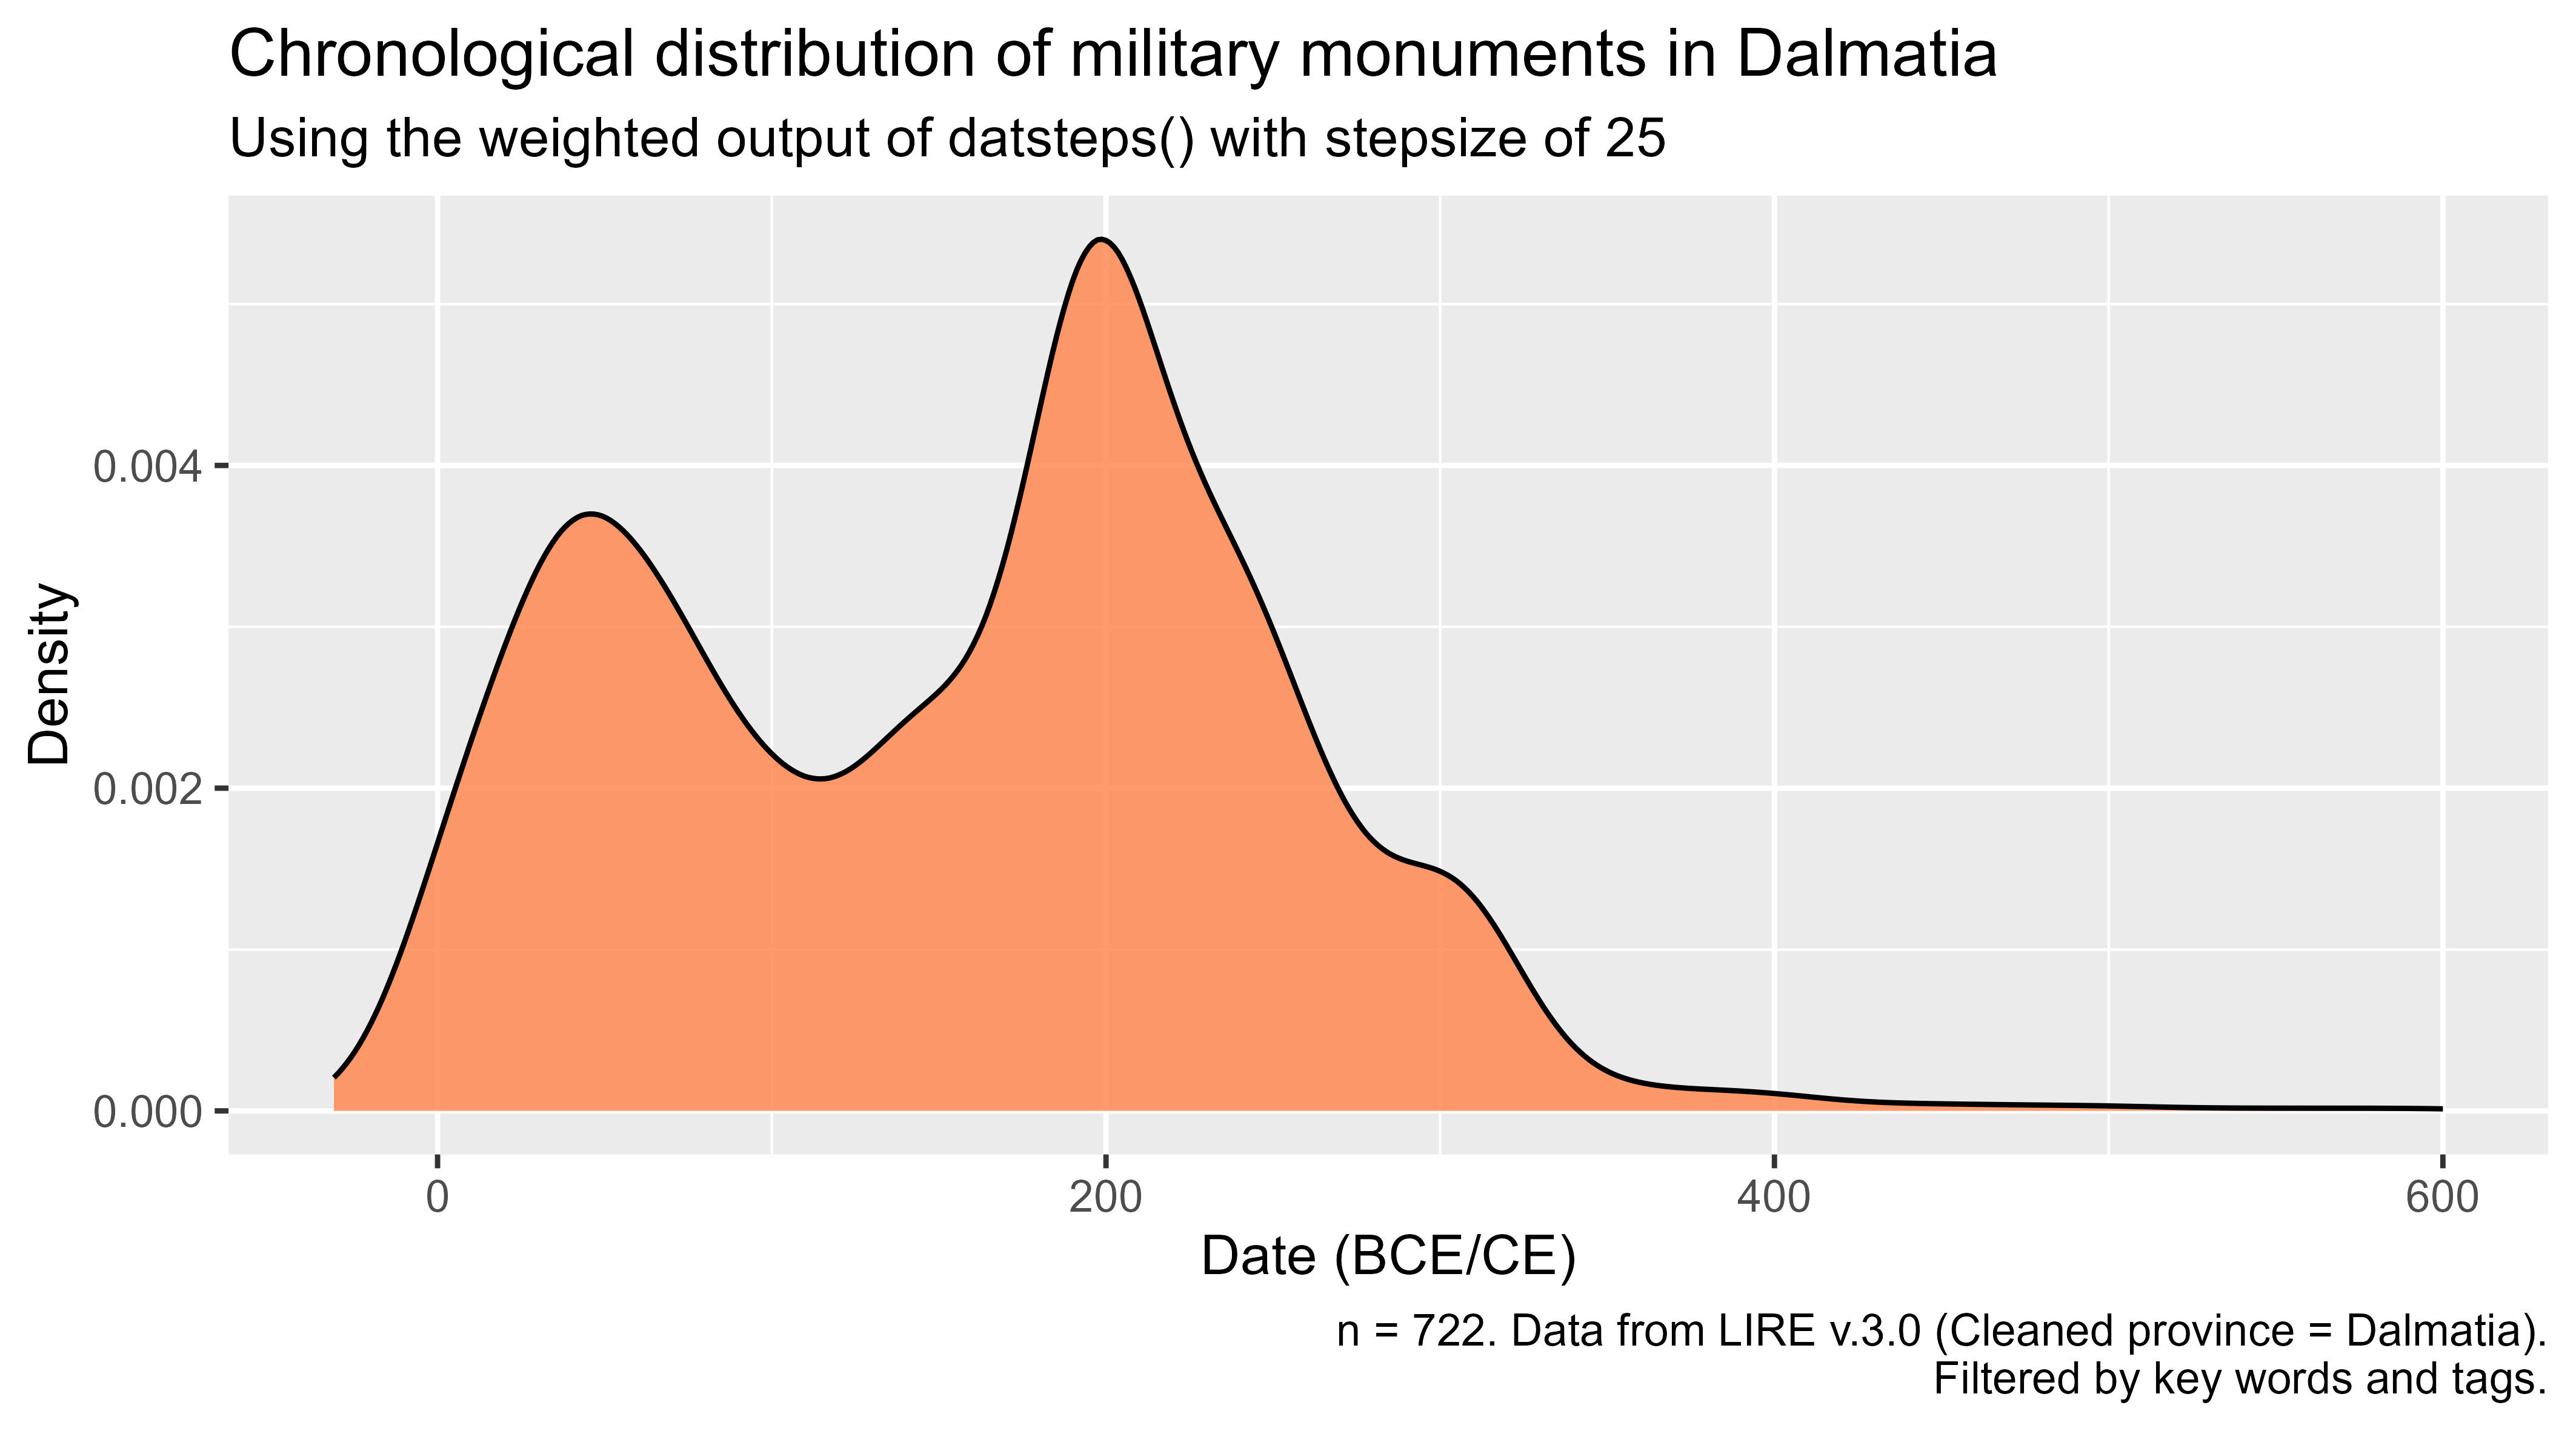 Chronological distribution of military monuments in Dalmatia
Using the weighted output of datsteps() with stepsize of 25
Density
0.004
0.002
0.000
0
200
400
600
Date (BCE/CE)
n = 722. Data from LIRE v.3.0 (Cleaned province = Dalmatia).
Filtered by key words and tags.